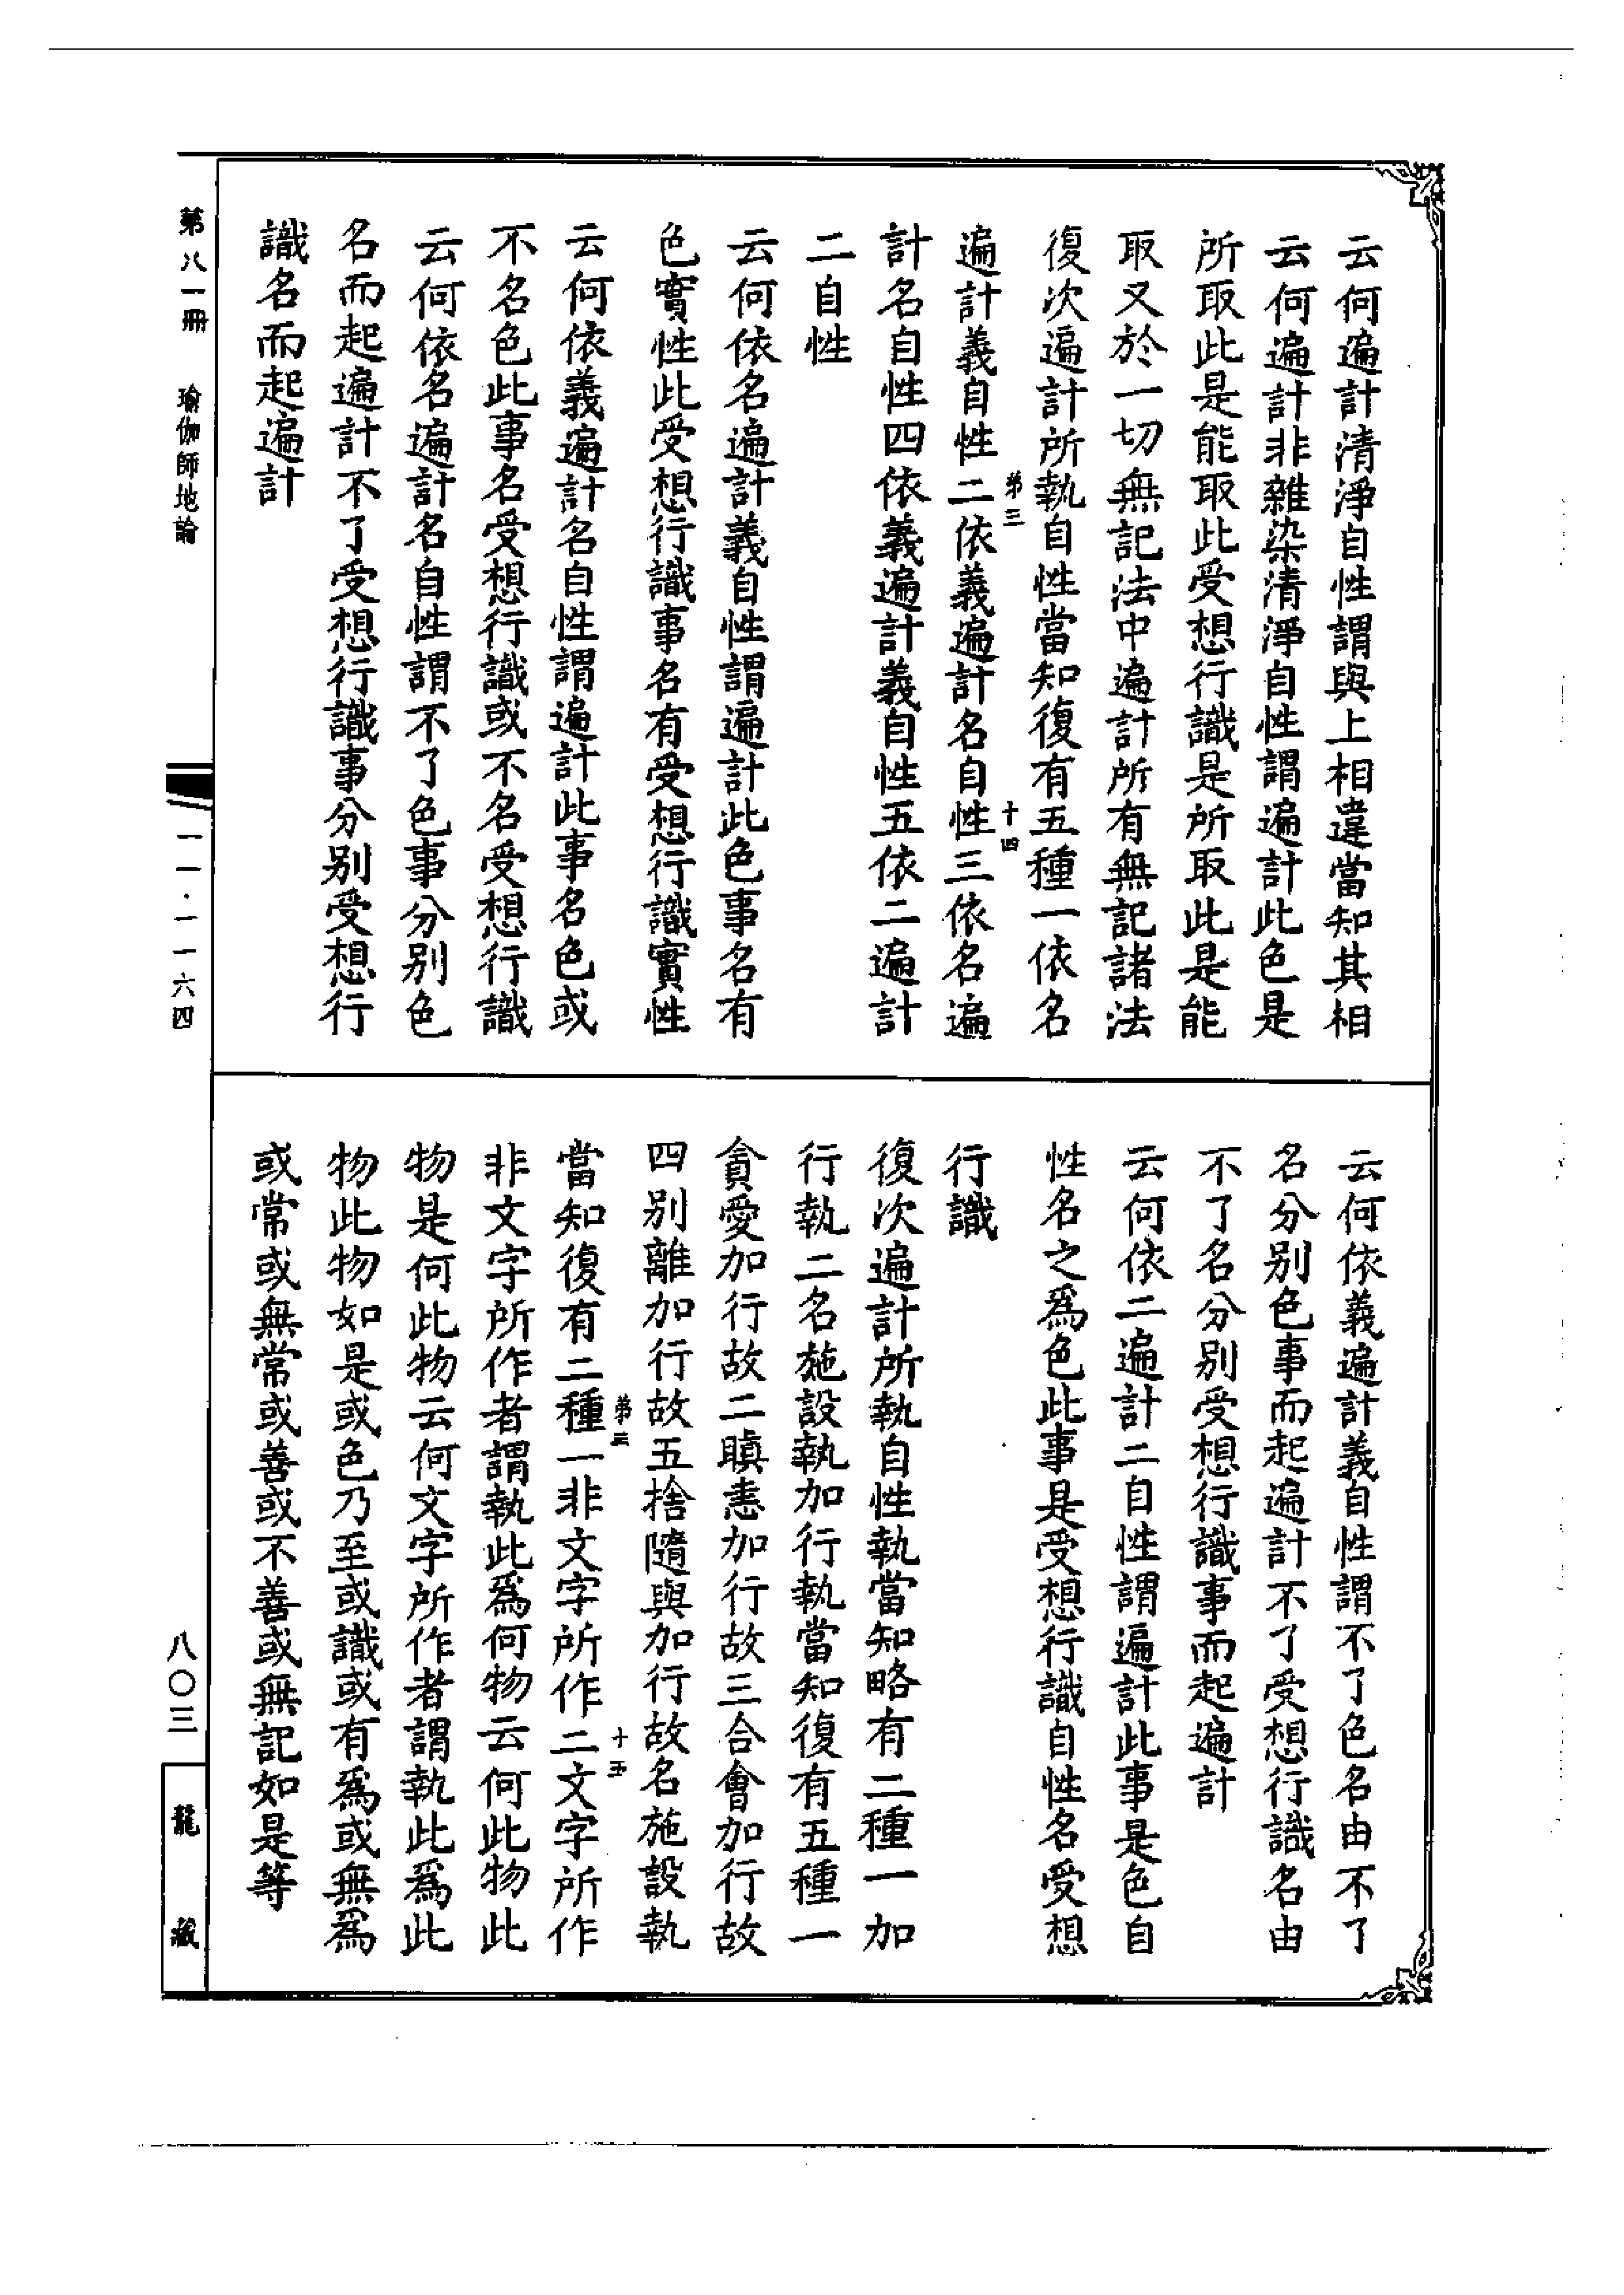 云何遍計清淨自性謂與上相違當知其相
云何遍計非雜染清淨自性謂遍計此色是
所取此是能取此受想行識是所取此是能
取又於一切無記法中遍計所有無記諸法
復次遍計所執自性當知復有五種一依名
第三 十四
遍計義自性二依義遍計名自性三依名遍
計名自性四依義遍計義自性五依二遍計
二自性
云何依名遍計義自性謂遍計此色事名有
色實性此受想行識事名有受想行識實性
云何依義遍計名自性謂遍計此事名色或
不名色此事名受想行識或不名受想行識
云何依名遍計名自性謂不了色事分別色
名而起遍計不了受想行識事分別受想行
識名而起遍計
云何依義遍計義自性謂不了色名由不了
名分別色事而起遍計不了受想行識名由
不了名分別受想行識事而起遍計
云何依二遍計二自性謂遍計此事是色自
性名之爲色此事是受想行識自性名受想
行識
復次遍計所執自性執當知略有二種一加
行執二名施設執加行執當知復有五種一
貪愛加行故二瞋恚加行故三合會加行故
四別離加行故五捨隨與加行故名施設執
第三 十五
當知復有二種一非文字所作二文字所作
非文字所作者謂執此爲何物云何此物此
物是何此物云何文字所作者謂執此爲此
物此物如是或色乃至或識或有爲或無爲
或常或無常或善或不善或無記如是等
第八一冊 瑜伽師地論
一一·一一六四
八〇三
龍藏